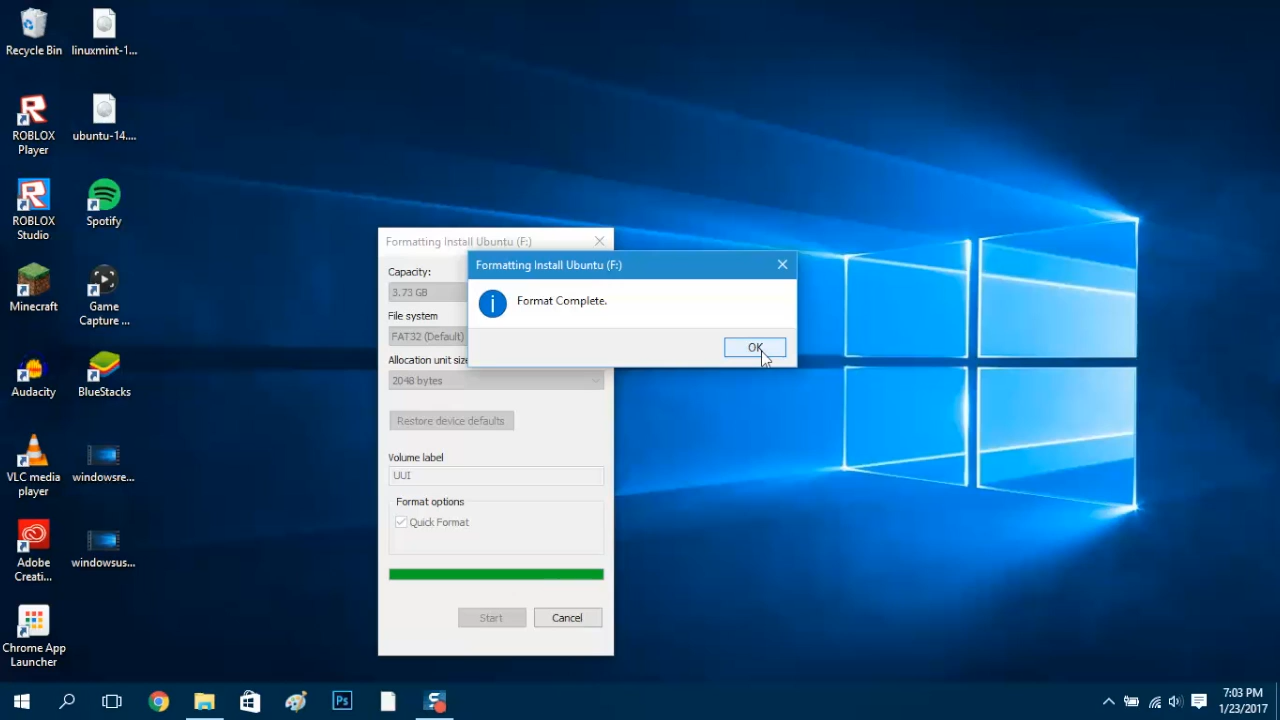 Recycle Bin
linuxmint-1...
ROBLOX
Player
ubuntu-14....
ROBLOX
Studio
Spotify
Minecraft
Game
Capture ...
Audacity
BlueStacks
VLC media
player
windowsre...
Adobe
Creati...
windowsus...
Chrome App
Launcher
Formatting Install Ubuntu (F:)
Capacity:
3.73 GB
File system
FAT32 (Default)
Allocation unit size
2048 bytes
Restore device defaults
Volume label
UUI
Format options
Quick Format
Start
Cancel
Formatting Install Ubuntu (F:)
Format Complete.
OK
Ps
7:03 PM
1/23/2017